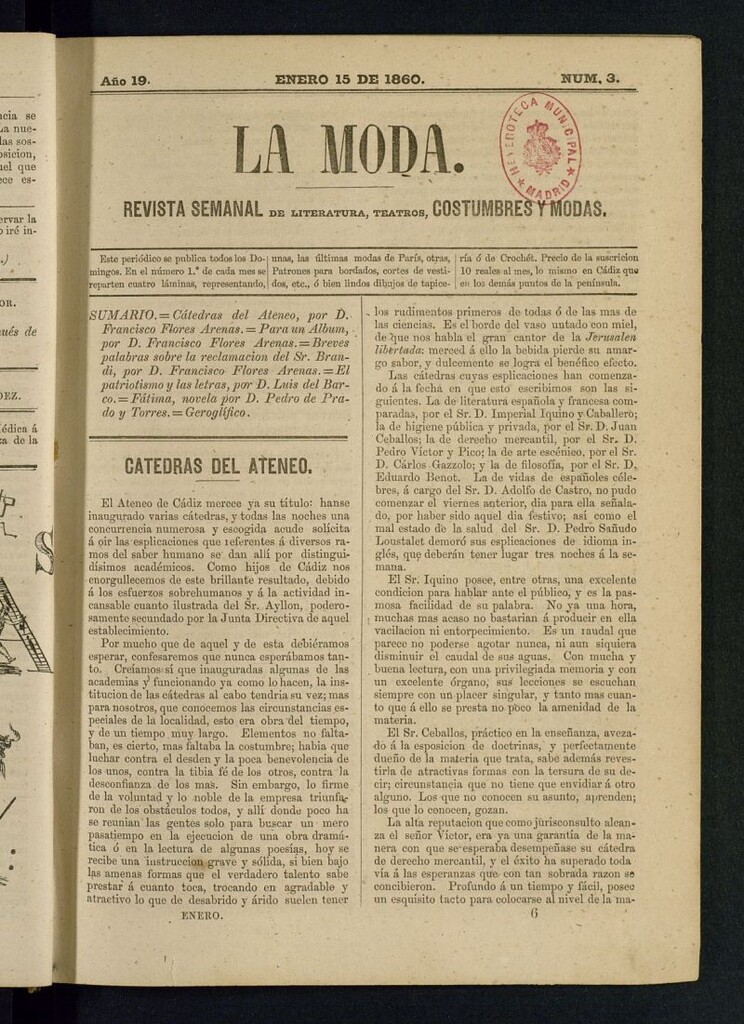 Año 19.
ENERO 15 DE 1860.
NUM. 3.
LA MODA.
HEMEROTECA MUNICIPAL
★ MADRID ★
REVISTA SEMANAL DE LITERATURA, TEATROS, COSTUMBRES Y MODAS.
Este periódico se publica todos los Do-
mingos. En el número 1.º de cada mes se
reparten cuatro láminas, representando,
unas, las últimas modas de París, otras,
Patrones para bordados, cortes de vesti-
dos, etc., ó bien lindos dibujos de tapice-
ría ó de Crochét. Precio de la suscricion
10 reales al mes, lo mismo en Cádiz que
en los demás puntos de la península.
SUMARIO.=Cátedras del Ateneo, por D.
Francisco Flores Arenas.=Para un Album,
por D. Francisco Flores Arenas.=Breves
palabras sobre la reclamacion del Sr. Bran-
di, por D. Francisco Flores Arenas.=El
patriotismo y las letras, por D. Luis del Bar-
co.=Fátima, novela por D. Pedro de Pra-
do y Torres.=Geroglífico.
CATEDRAS DEL ATENEO.
El Ateneo de Cádiz merece ya su título: hanse
inaugurado varias cátedras, y todas las noches una
concurrencia numerosa y escogida acude solícita
á oir las esplicaciones que referentes á diversos ra-
mos del saber humano se dan allí por distingui-
dísimos académicos. Como hijos de Cádiz nos
enorgullecemos de este brillante resultado, debido
á los esfuerzos sobrehumanos y á la actividad in-
cansable cuanto ilustrada del Sr. Ayllon, podero-
samente secundado por la Junta Directiva de aquel
establecimiento.
Por mucho que de aquel y de esta debiéramos
esperar, confesaremos que nunca esperábamos tan-
to. Creíamos sí que inauguradas algunas de las
academias y funcionando ya como lo hacen, la ins-
titucion de las cátedras al cabo tendria su vez; mas
para nosotros, que conocemos las circunstancias es-
peciales de la localidad, esto era obra del tiempo,
y de un tiempo muy largo. Elementos no falta-
ban, es cierto, mas faltaba la costumbre; habia que
luchar contra el desden y la poca benevolencia de
los unos, contra la tibia fé de los otros, contra la
desconfianza de los mas. Sin embargo, lo firme
de la voluntad y lo noble de la empresa triunfa-
ron de los obstáculos todos, y allí donde poco ha
se reunian las gentes solo para buscar un mero
pasatiempo en la ejecucion de una obra dramá-
tica ó en la lectura de algunas poesías, hoy se
recibe una instruccion grave y sólida, si bien bajo
las amenas formas que el verdadero talento sabe
prestar á cuanto toca, trocando en agradable y
atractivo lo que de desabrido y árido suelen tener
ENERO.
los rudimentos primeros de todas ó de las mas de
las ciencias. Es el borde del vaso untado con miel,
de que nos habla el gran cantor de la Jerusalen
libertada: merced á ello la bebida pierde su amar-
go sabor, y dulcemente se logra el benéfico efecto.
Las cátedras cuyas esplicaciones han comenza-
do á la fecha en que esto escribimos son las si-
guientes. La de literatura española y francesa com-
paradas, por el Sr. D. Imperial Iquino y Caballero;
la de higiene pública y privada, por el Sr. D. Juan
Ceballos; la de derecho mercantil, por el Sr. D.
Pedro Víctor y Pico; la de arte escénico, por el Sr.
D. Cárlos Gazzolo; y la de filosofía, por el Sr. D.
Eduardo Benot. La de vidas de españoles céle-
bres, á cargo del Sr. D. Adolfo de Castro, no pudo
comenzar el viernes anterior, dia para ella señala-
do, por haber sido aquel dia festivo; así como el
mal estado de la salud del Sr. D. Pedro Sañudo
Loustalet demoró sus esplicaciones de idioma in-
glés, que deberán tener lugar tres noches á la se-
mana.
El Sr. Iquino posee, entre otras, una excelente
condicion para hablar ante el público, y es la pas-
mosa facilidad de su palabra. No ya una hora,
muchas mas acaso no bastarian á producir en ella
vacilacion ni entorpecimiento. Es un raudal que
parece no poderse agotar nunca, ni aun siquiera
disminuir el caudal de sus aguas. Con mucha y
buena lectura, con una privilegiada memoria y con
un excelente órgano, sus lecciones se escuchan
siempre con un placer singular, y tanto mas cuan-
to que á ello se presta no poco la amenidad de la
materia.
El Sr. Ceballos, práctico en la enseñanza, aveza-
do á la esposicion de doctrinas, y perfectamente
dueño de la materia que trata, sabe además reves-
tirla de atractivas formas con la tersura de su de-
cir; circunstancia que no tiene que envidiar á otro
alguno. Los que no conocen su asunto, aprenden;
los que lo conocen, gozan.
La alta reputacion que como jurisconsulto alcan-
za el señor Víctor, era ya una garantía de la ma-
nera con que se esperaba desempeñase su cátedra
de derecho mercantil, y el éxito ha superado toda
vía á las esperanzas que con tan sobrada razon se
concibieron. Profundo á un tiempo y fácil, posee
un esquisito tacto para colocarse al nivel de la ma-
6